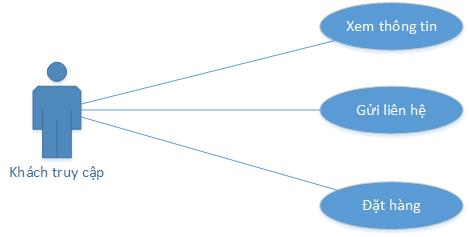 Xem thông tin
Gửi liên hệ
Khách truy cập
Đặt hàng